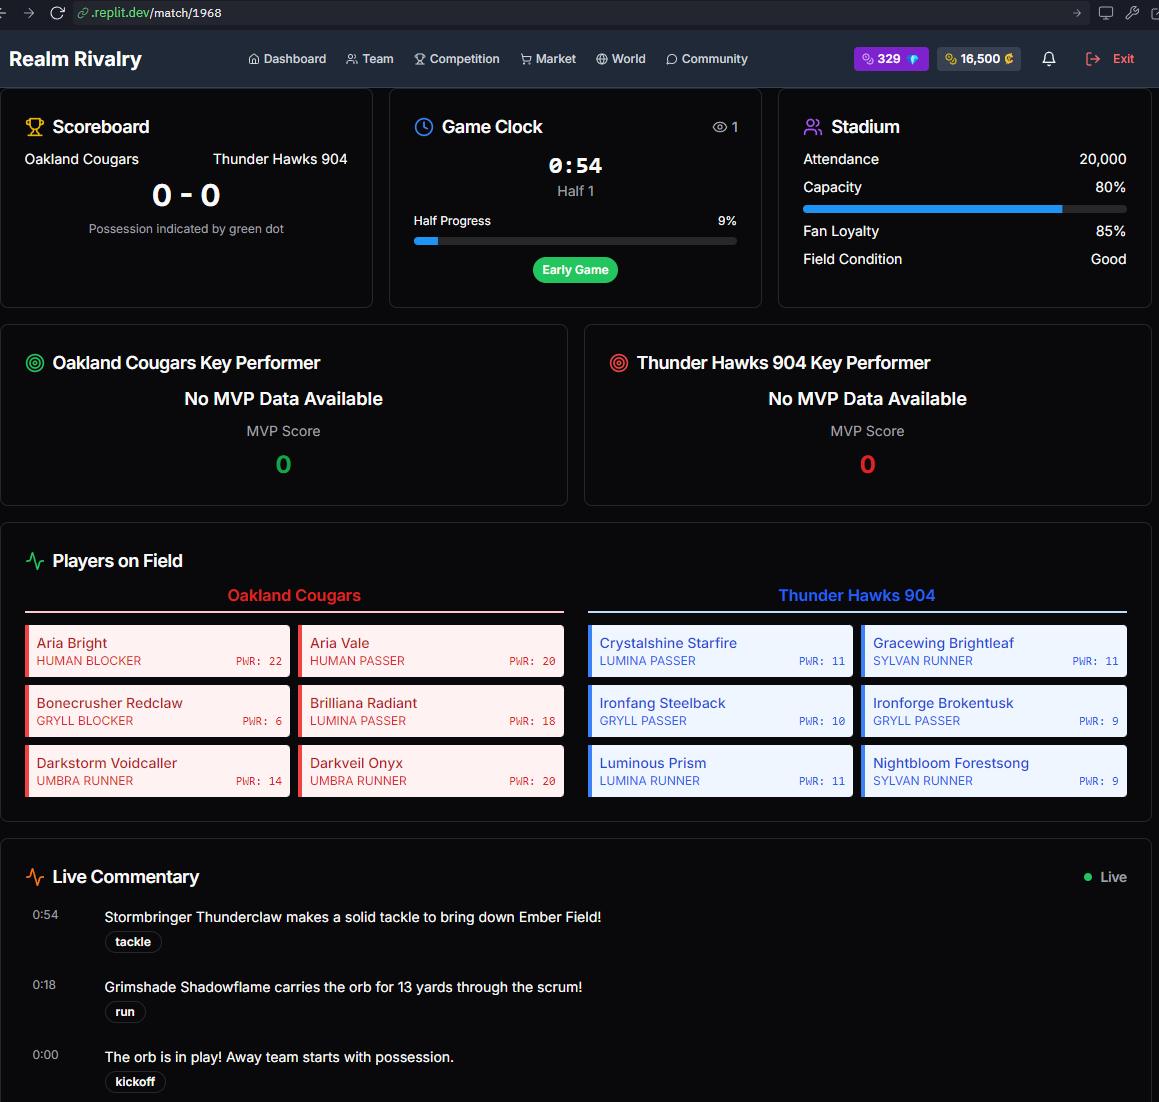 .replit.dev/match/1968
Realm Rivalry
Dashboard
Team
Competition
Market
World
Community
329
16,500 ₡
Exit
Scoreboard
Oakland Cougars
Thunder Hawks 904
0 - 0
Possession indicated by green dot
Game Clock
1
0:54
Half 1
Half Progress
9%
Early Game
Stadium
Attendance
20,000
Capacity
80%
Fan Loyalty
85%
Field Condition
Good
Oakland Cougars Key Performer
No MVP Data Available
MVP Score
0
Thunder Hawks 904 Key Performer
No MVP Data Available
MVP Score
0
Players on Field
Oakland Cougars
Aria Bright
HUMAN BLOCKER
PWR: 22
Aria Vale
HUMAN PASSER
PWR: 20
Bonecrusher Redclaw
GRYLL BLOCKER
PWR: 6
Brilliana Radiant
LUMINA PASSER
PWR: 18
Darkstorm Voidcaller
UMBRA RUNNER
PWR: 14
Darkveil Onyx
UMBRA RUNNER
PWR: 20
Thunder Hawks 904
Crystalshine Starfire
LUMINA PASSER
PWR: 11
Gracewing Brightleaf
SYLVAN RUNNER
PWR: 11
Ironfang Steelback
GRYLL PASSER
PWR: 10
Ironforge Brokentusk
GRYLL PASSER
PWR: 9
Luminous Prism
LUMINA RUNNER
PWR: 11
Nightbloom Forestsong
SYLVAN RUNNER
PWR: 9
Live Commentary
Live
0:54
Stormbringer Thunderclaw makes a solid tackle to bring down Ember Field!
tackle
0:18
Grimshade Shadowflame carries the orb for 13 yards through the scrum!
run
0:00
The orb is in play! Away team starts with possession.
kickoff